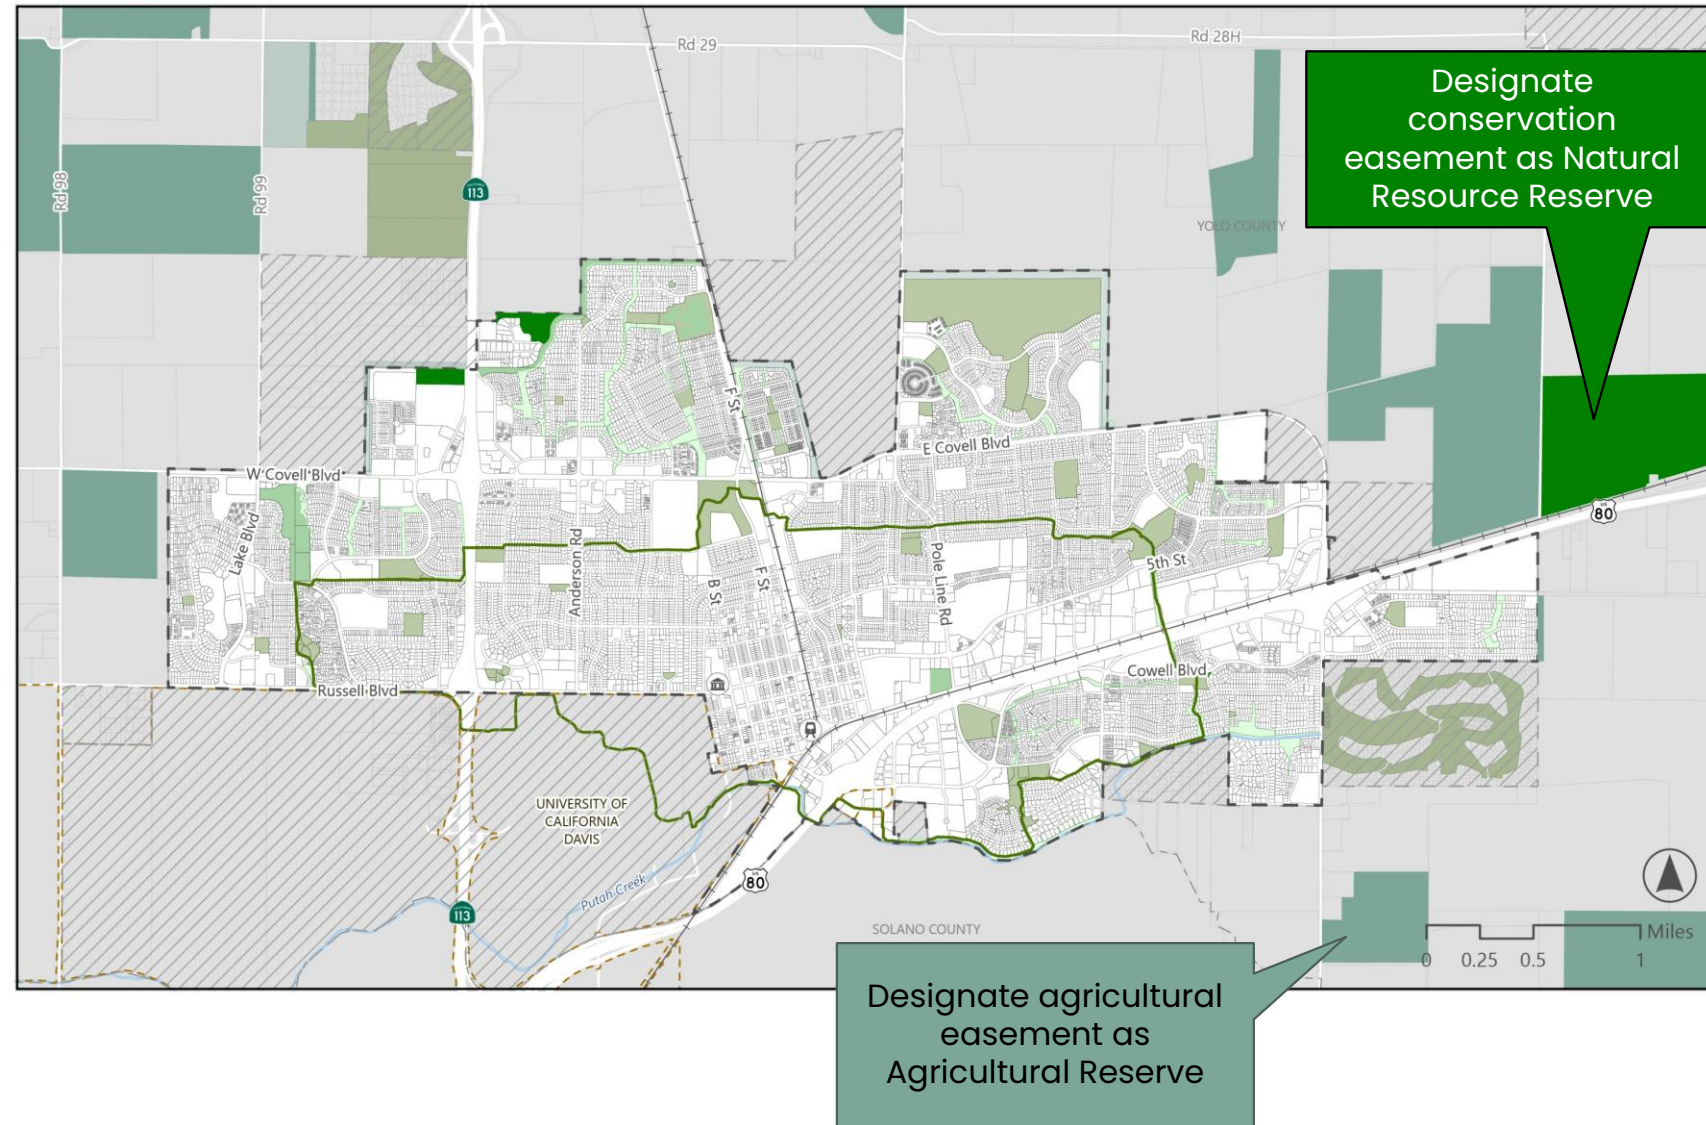 Rd 29
Rd 28H
Designate
conservation
easement as Natural
Resource Reserve
Rd 98
Rd 99
113
YOLO COUNTY
F St
E Covell Blvd
W Covell Blvd
80
Lake Blvd
Anderson Rd
B St
F St
Pole Line Rd
5th St
Cowell Blvd
Russell Blvd
UNIVERSITY OF
CALIFORNIA
DAVIS
Putah Creek
80
113
SOLANO COUNTY
Miles
0 0.25 0.5 1
Designate agricultural
easement as
Agricultural Reserve